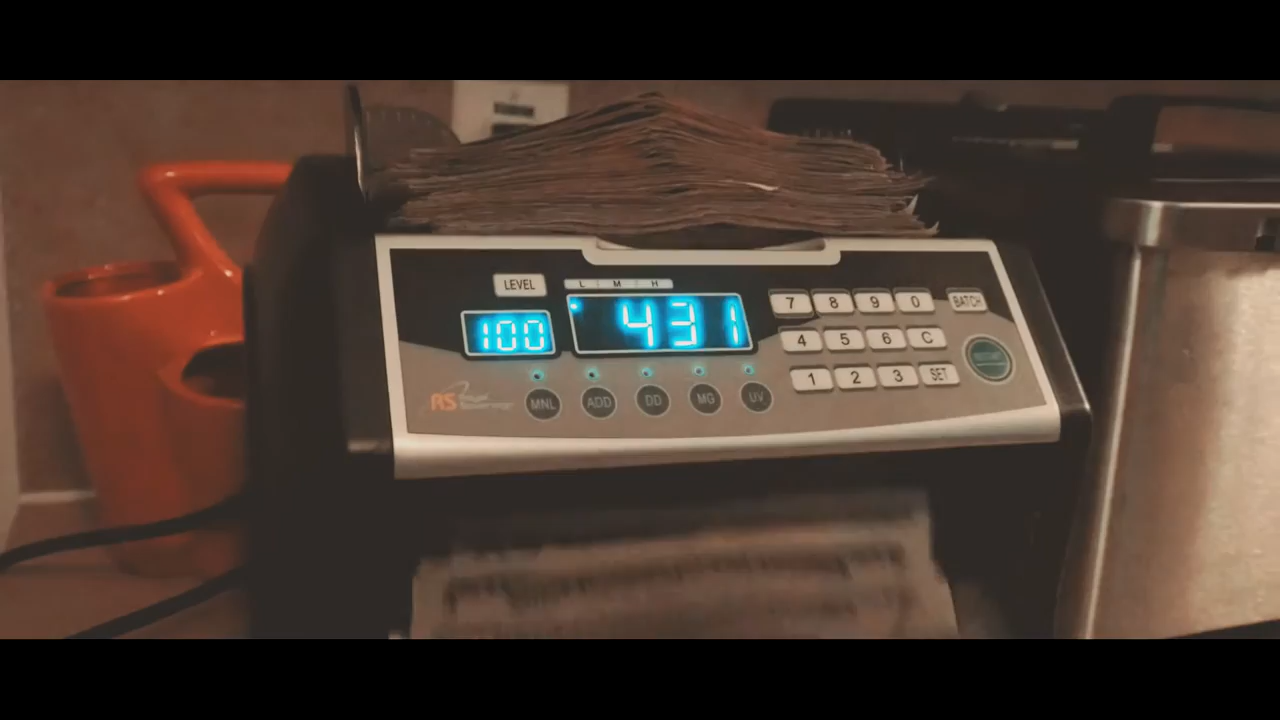 LEVEL
L M H
100
431
7 8 9 0 BATCH
4 5 6 C
1 2 3 SET
RS
MNL ADD DD MG UV